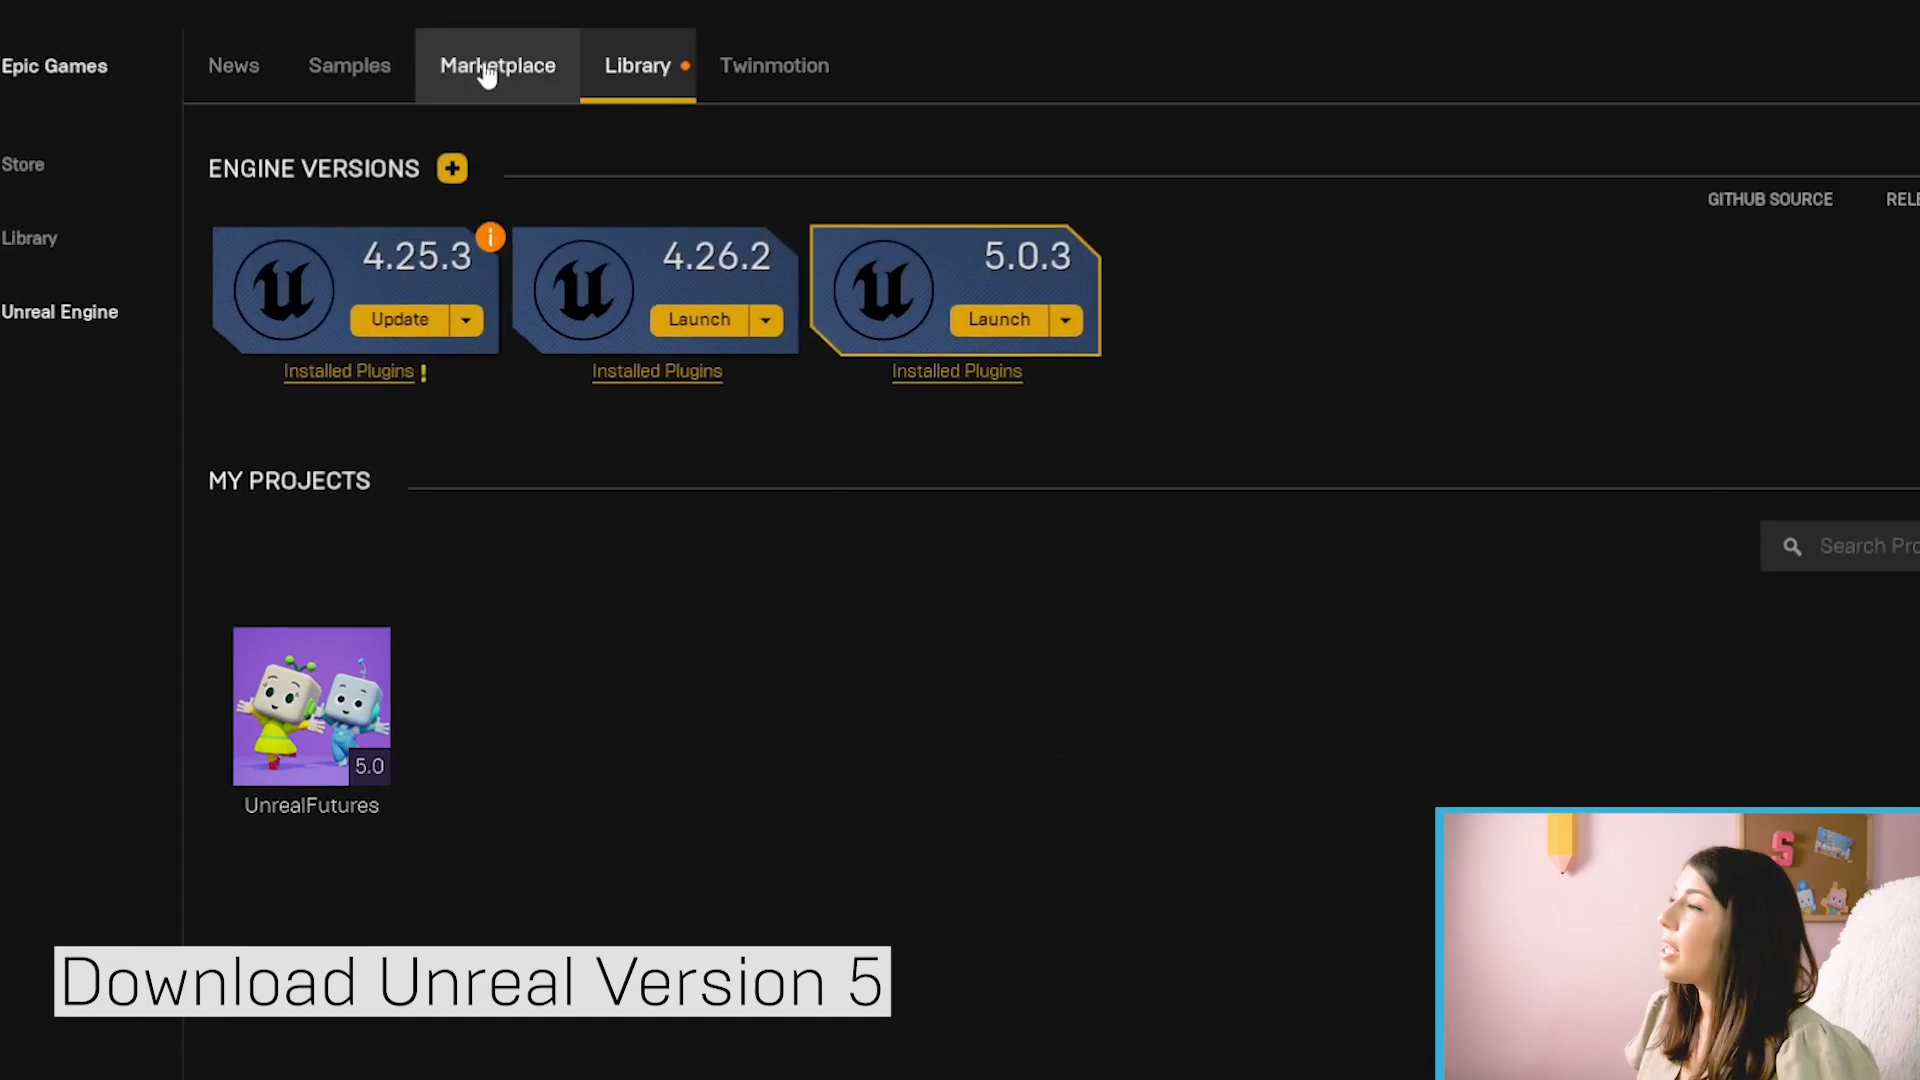 Epic Games
News
Samples
Marketplace
Library
Twinmotion
Store
Library
Unreal Engine
ENGINE VERSIONS
GITHUB SOURCE
4.25.3
Update
Installed Plugins !
4.26.2
Launch
Installed Plugins
5.0.3
Launch
Installed Plugins
MY PROJECTS
Search
5.0
UnrealFutures
Download Unreal Version 5
S